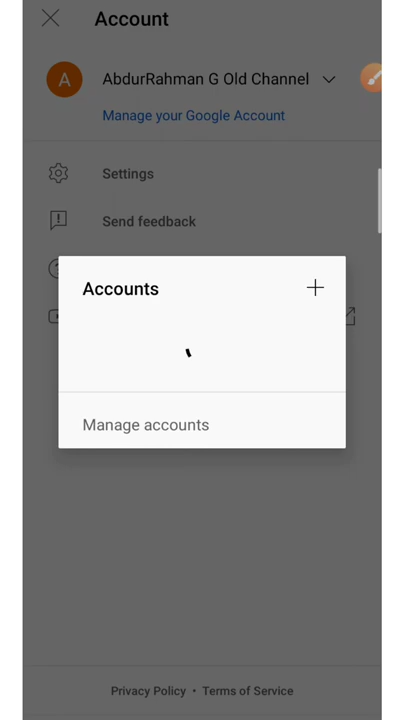 Account
A
AbdurRahman G Old Channel
Manage your Google Account
Settings
Send feedback
Accounts
Manage accounts
Privacy Policy • Terms of Service